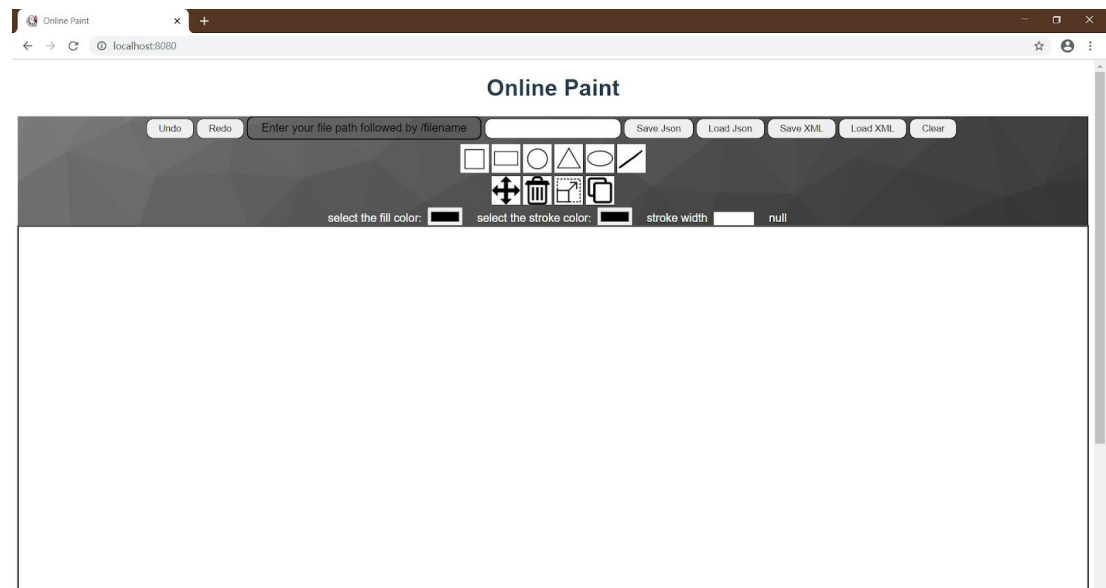 Online Paint
localhost:8080
Online Paint
Undo Redo Enter your file path followed by /filename Save Json Load Json Save XML Load XML Clear
select the fill color: select the stroke color: stroke width null